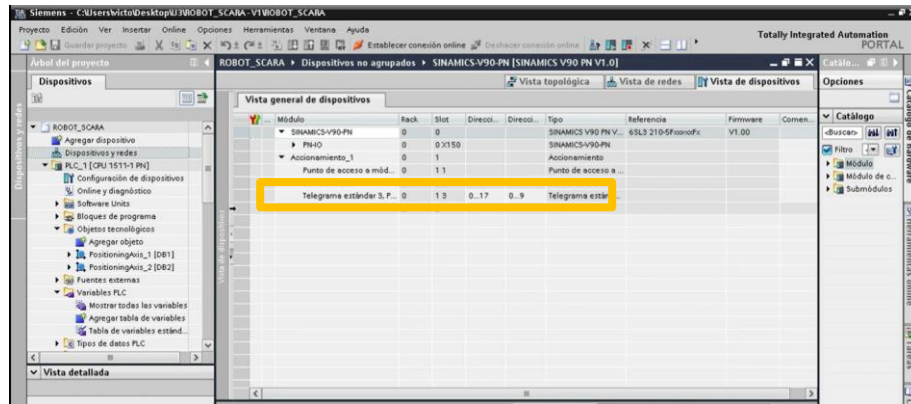 Siemens - C:\Users\victo\Desktop\U3\ROBOT_SCARA-V1\ROBOT_SCARA
Proyecto Edición Ver Insertar Online Opciones Herramientas Ventana Ayuda
Totally Integrated Automation
PORTAL
Guardar proyecto Establecer conexión online Deshacer conexión online
Árbol del proyecto
ROBOT_SCARA ▸ Dispositivos no agrupados ▸ SINAMICS-V90-PN [SINAMICS V90 PN V1.0]
Catálo...
Dispositivos
Vista topológica Vista de redes Vista de dispositivos
Opciones
Vista general de dispositivos
Módulo Rack Slot Direcci... Direcci... Tipo Referencia Firmware Comen...
SINAMICS-V90-PN 0 0 SINAMICS V90 PN V... V1.00
PN-IO 0 0 X150 SINAMICS-V90-PN
Accionamiento_1 0 1 Accionamiento
Punto de acceso a mód... 0 1 1 Punto de acceso a ...
Telegrama estándar 3, P... 0 1 3 0...17 0...9 Telegrama están...
ROBOT_SCARA
Agregar dispositivo
Dispositivos y redes
PLC_1 [CPU 1511-1 PN]
Configuración de dispositivos
Online y diagnóstico
Software Units
Bloques de programa
Objetos tecnológicos
Agregar objeto
PositioningAxis_1 [DB1]
PositioningAxis_2 [DB2]
Fuentes externas
Variables PLC
Mostrar todas las variables
Agregar tabla de variables
Tabla de variables estánd...
Tipos de datos PLC
Vista detallada
Catálogo
<Buscar>
Filtro
Módulo
Módulo de c...
Submódulos
Dispositivos y redes
Catálogo de hardware
Herramientas online
Tareas